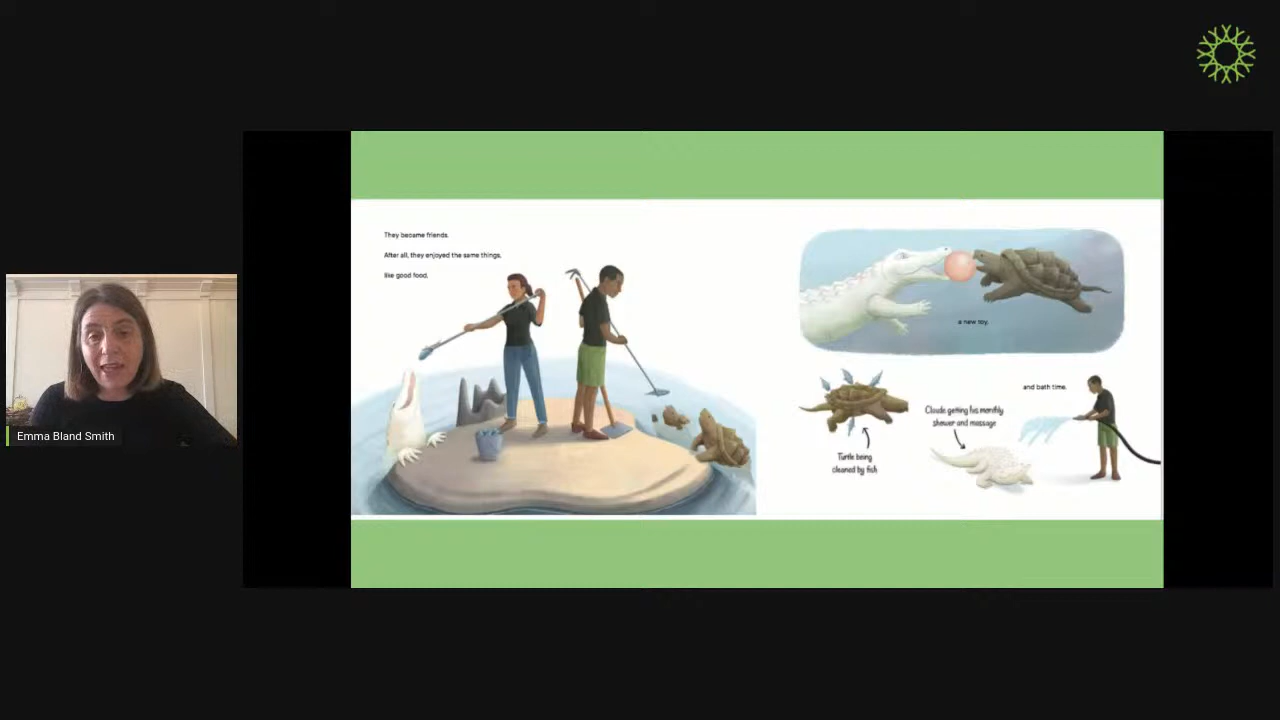 They became friends.
After all, they enjoyed the same things,
like good food,
a new toy,
and bath time.
Claude getting his monthly
shower and massage
Turtle being
cleaned by fish
Emma Bland Smith